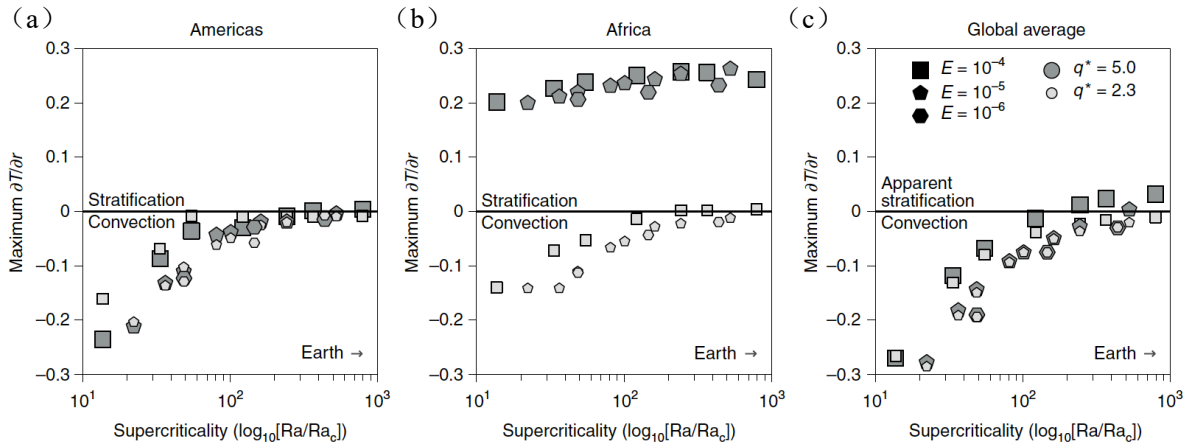 (a)
Americas
Maximum ∂T/∂r
0.3
0.2
0.1
0
−0.1
−0.2
−0.3
Stratification
Convection
Earth →
10¹
10²
10³
Supercriticality (log₁₀[Ra/Rac])
(b)
Africa
Maximum ∂T/∂r
0.3
0.2
0.1
0
−0.1
−0.2
−0.3
Stratification
Convection
Earth →
10¹
10²
10³
Supercriticality (log₁₀[Ra/Rac])
(c)
Global average
Maximum ∂T/∂r
0.3
0.2
0.1
0
−0.1
−0.2
−0.3
E = 10⁻⁴
E = 10⁻⁵
E = 10⁻⁶
q* = 5.0
q* = 2.3
Apparent
stratification
Convection
Earth →
10¹
10²
10³
Supercriticality (log₁₀[Ra/Rac])